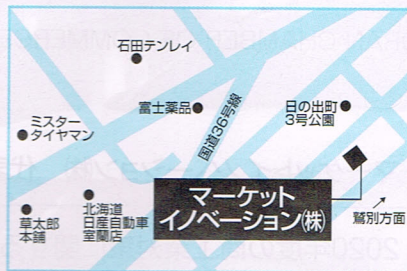 石田テンレイ
富士薬品
国道36号線
日の出町
3号公園
ミスター
タイヤマン
マーケット
イノベーション㈱
鷲別方面
草太郎
本舗
北海道
日産自動車
室蘭店